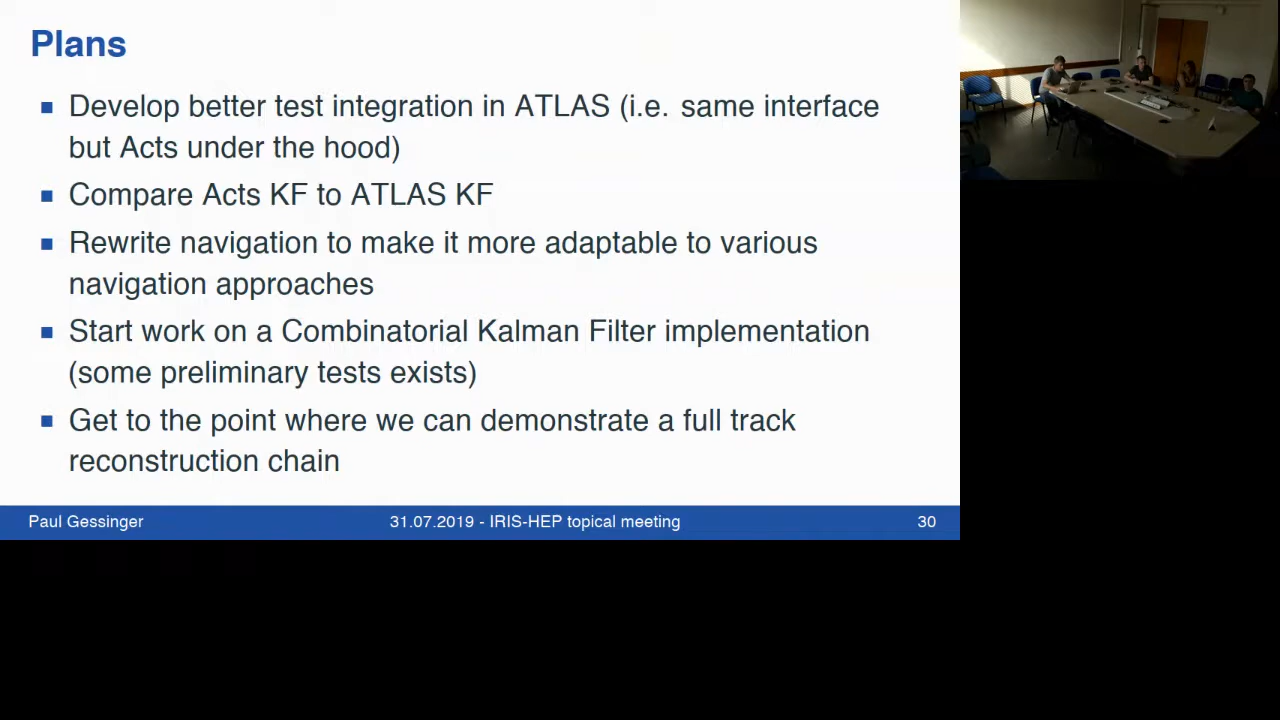 Plans
Develop better test integration in ATLAS (i.e. same interface
but Acts under the hood)
Compare Acts KF to ATLAS KF
Rewrite navigation to make it more adaptable to various
navigation approaches
Start work on a Combinatorial Kalman Filter implementation
(some preliminary tests exists)
Get to the point where we can demonstrate a full track
reconstruction chain
Paul Gessinger
31.07.2019 - IRIS-HEP topical meeting
30